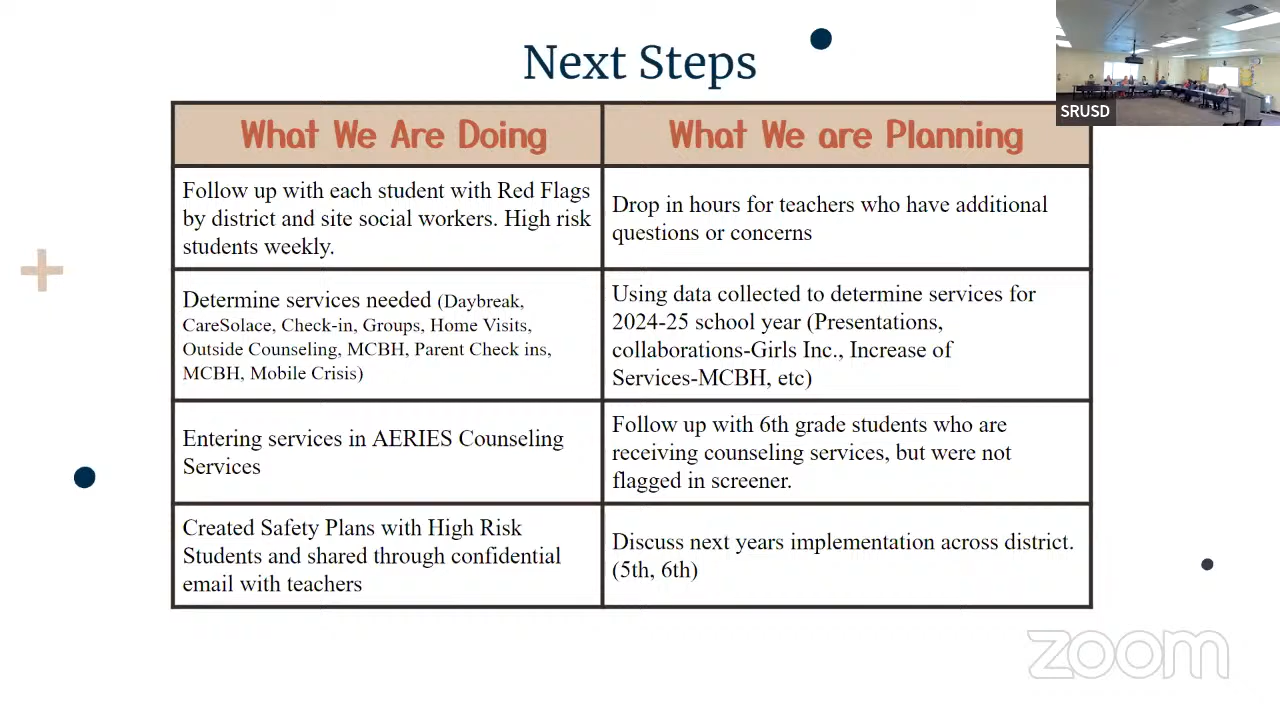 Next Steps
SRUSD
What We Are Doing
What We are Planning
Follow up with each student with Red Flags
by district and site social workers. High risk
students weekly.
Drop in hours for teachers who have additional
questions or concerns
Determine services needed (Daybreak,
CareSolace, Check-in, Groups, Home Visits,
Outside Counseling, MCBH, Parent Check ins,
MCBH, Mobile Crisis)
Using data collected to determine services for
2024-25 school year (Presentations,
collaborations-Girls Inc., Increase of
Services-MCBH, etc)
Entering services in AERIES Counseling
Services
Follow up with 6th grade students who are
receiving counseling services, but were not
flagged in screener.
Created Safety Plans with High Risk
Students and shared through confidential
email with teachers
Discuss next years implementation across district.
(5th, 6th)
zoom